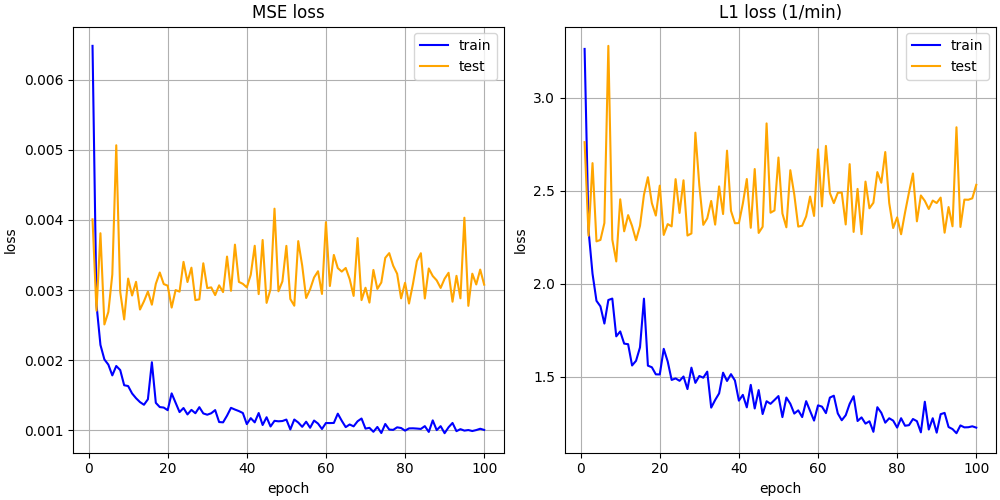 MSE loss
train
test
0.006
0.005
0.004
0.003
0.002
0.001
loss
0 20 40 60 80 100
epoch
L1 loss (1/min)
train
test
3.0
2.5
2.0
1.5
loss
0 20 40 60 80 100
epoch